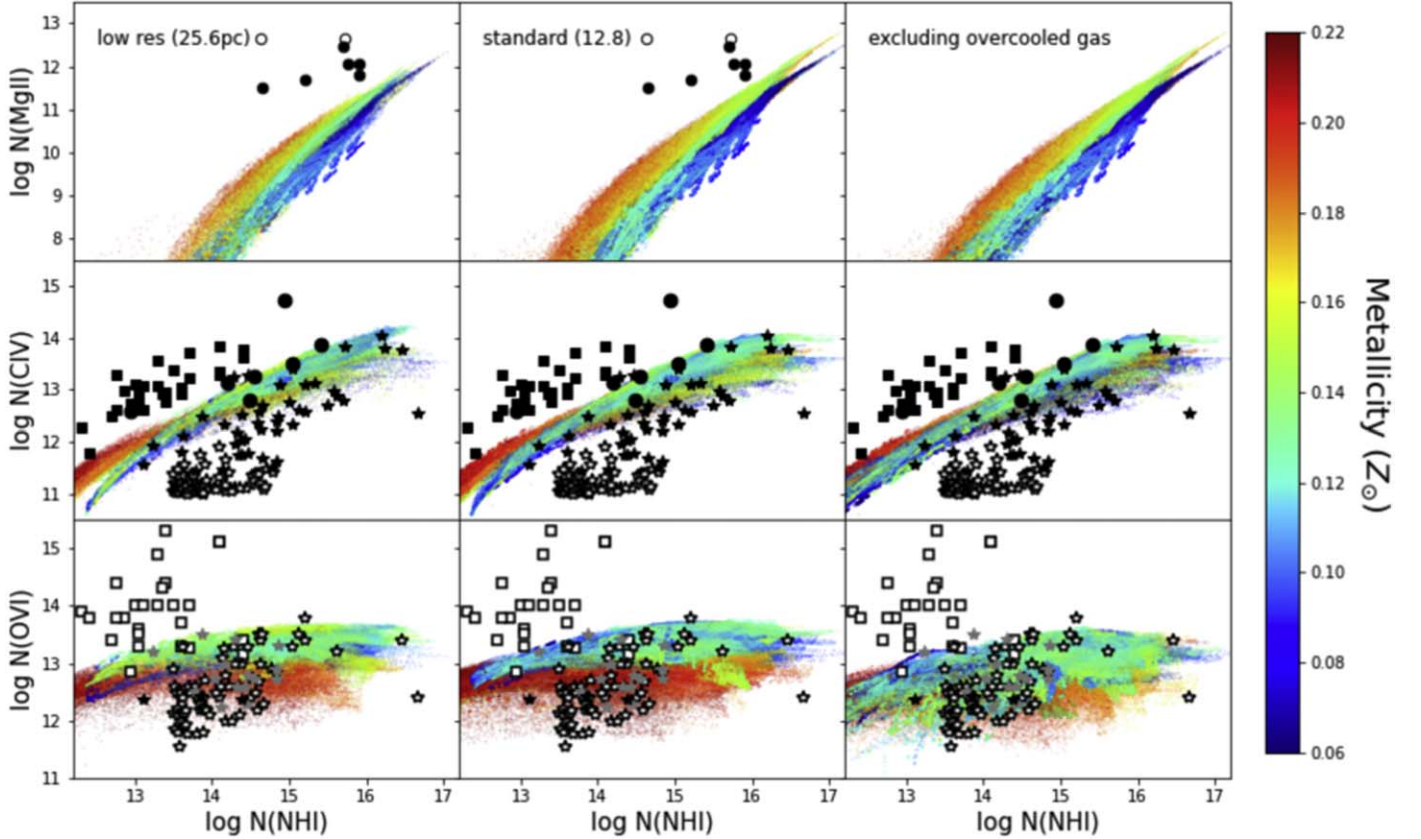 low res (25.6pc)
standard (12.8)
excluding overcooled gas
log N(MgII)
13
12
11
10
9
8
log N(CIV)
15
14
13
12
11
log N(OVI)
15
14
13
12
11
13 14 15 16 17
13 14 15 16 17
13 14 15 16 17
log N(NHI)
log N(NHI)
log N(NHI)
0.22
0.20
0.18
0.16
0.14
0.12
0.10
0.08
0.06
Metallicity (Z☉)